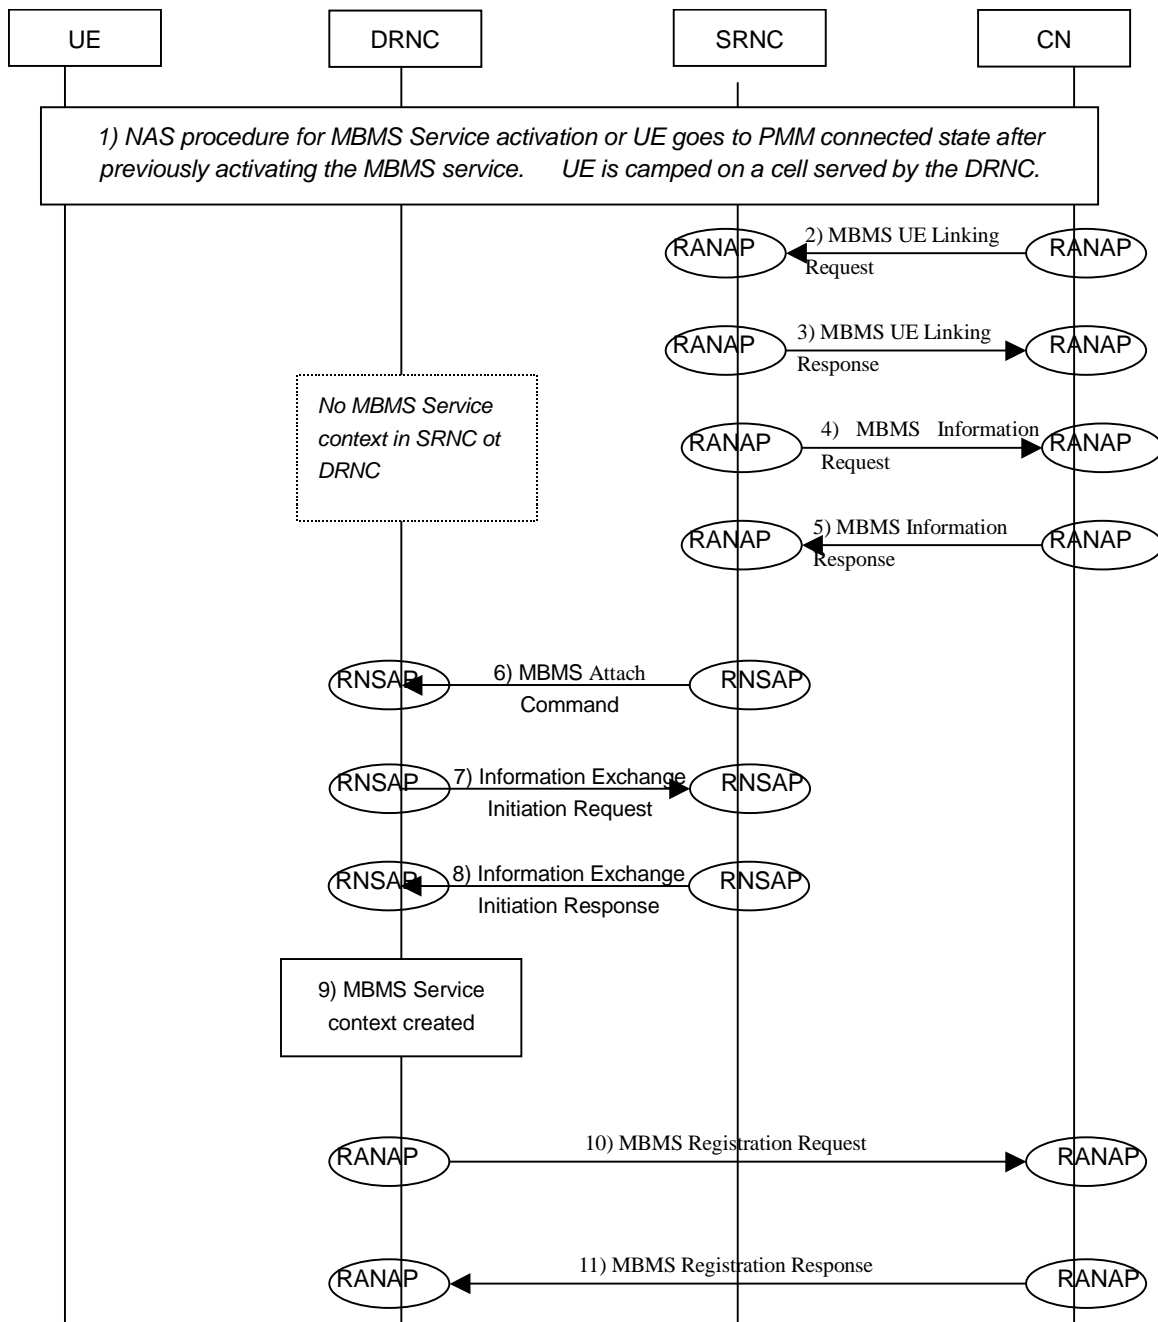 UE
DRNC
SRNC
CN
1) NAS procedure for MBMS Service activation or UE goes to PMM connected state after
previously activating the MBMS service. UE is camped on a cell served by the DRNC.
RANAP
2) MBMS UE Linking
Request
RANAP
RANAP
3) MBMS UE Linking
Response
RANAP
No MBMS Service
context in SRNC ot
DRNC
RANAP
4) MBMS Information
Request
RANAP
RANAP
5) MBMS Information
Response
RANAP
RNSAP
6) MBMS Attach
Command
RNSAP
RNSAP
7) Information Exchange
Initiation Request
RNSAP
RNSAP
8) Information Exchange
Initiation Response
RNSAP
9) MBMS Service
context created
RANAP
10) MBMS Registration Request
RANAP
RANAP
11) MBMS Registration Response
RANAP